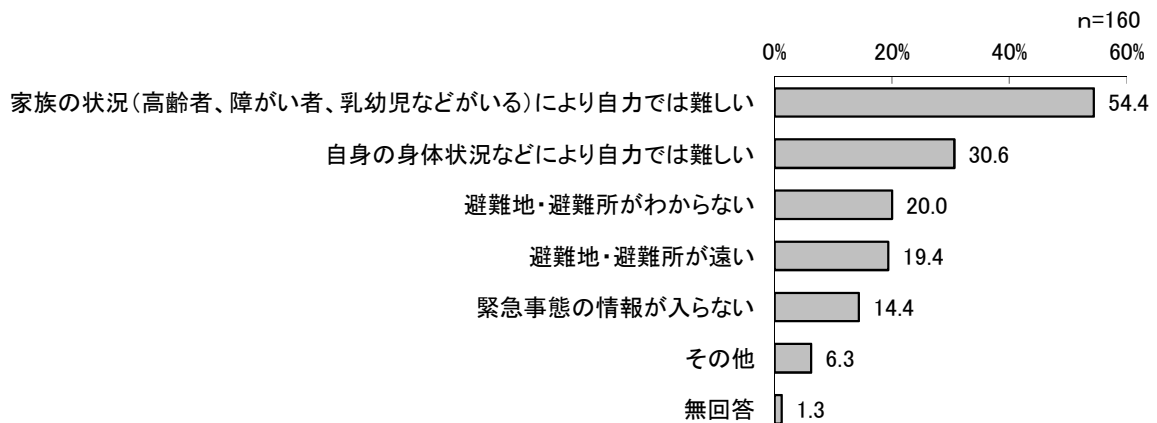 n=160
0% 20% 40% 60%
家族の状況(高齢者、障がい者、乳幼児などがいる)により自力では難しい 54.4
自身の身体状況などにより自力では難しい 30.6
避難地・避難所がわからない 20.0
避難地・避難所が遠い 19.4
緊急事態の情報が入らない 14.4
その他 6.3
無回答 1.3